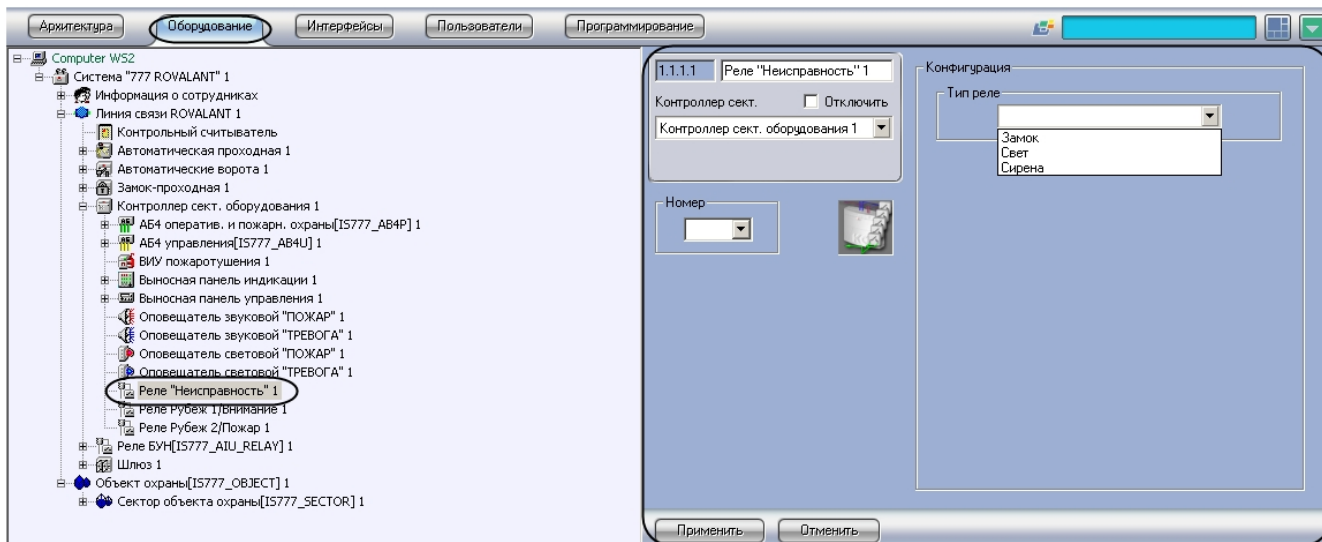 Архитектура Оборудование Интерфейсы Пользователи Программирование
Computer WS2
Система "777 ROVALANT" 1
Информация о сотрудниках
Линия связи ROVALANT 1
Контрольный считыватель
Автоматическая проходная 1
Автоматические ворота 1
Замок-проходная 1
Контроллер сект. оборудования 1
АБ4 оператив. и пожарн. охраны[IS777_AB4P] 1
АБ4 управления[IS777_AB4U] 1
ВИУ пожаротушения 1
Выносная панель индикации 1
Выносная панель управления 1
Оповещатель звуковой "ПОЖАР" 1
Оповещатель звуковой "ТРЕВОГА" 1
Оповещатель световой "ПОЖАР" 1
Оповещатель световой "ТРЕВОГА" 1
Реле "Неисправность" 1
Реле Рубеж 1/Внимание 1
Реле Рубеж 2/Пожар 1
Реле БУН[IS777_AIU_RELAY] 1
Шлюз 1
Объект охраны[IS777_OBJECT] 1
Сектор объекта охраны[IS777_SECTOR] 1
1.1.1.1 Реле "Неисправность" 1
Контроллер сект. Отключить
Контроллер сект. оборудования 1
Номер
Конфигурация
Тип реле
Замок
Свет
Сирена
Применить Отменить